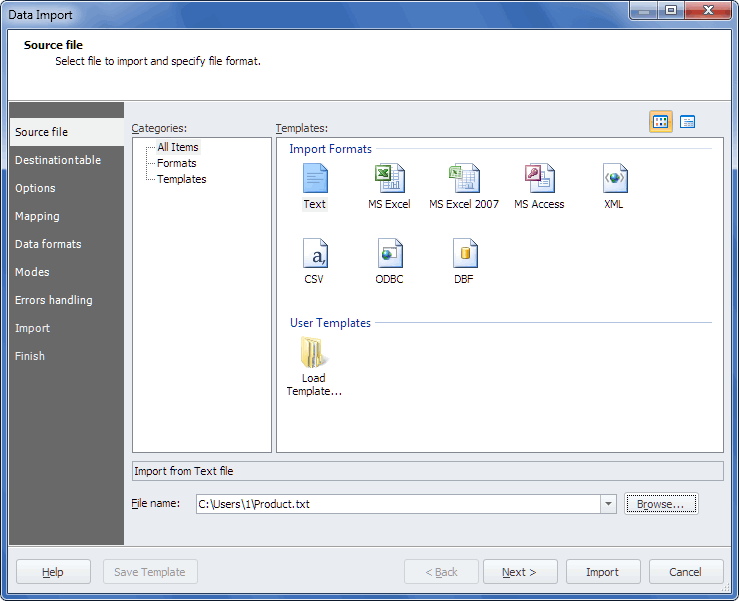 Data Import
Source file
Select file to import and specify file format.
Source file
Destinationtable
Options
Mapping
Data formats
Modes
Errors handling
Import
Finish
Categories:
All Items
Formats
Templates
Templates:
Import Formats
Text
MS Excel
MS Excel 2007
MS Access
XML
CSV
ODBC
DBF
User Templates
Load
Template...
Import from Text file
File name:
C:\Users\1\Product.txt
Browse...
Help
Save Template
< Back
Next >
Import
Cancel